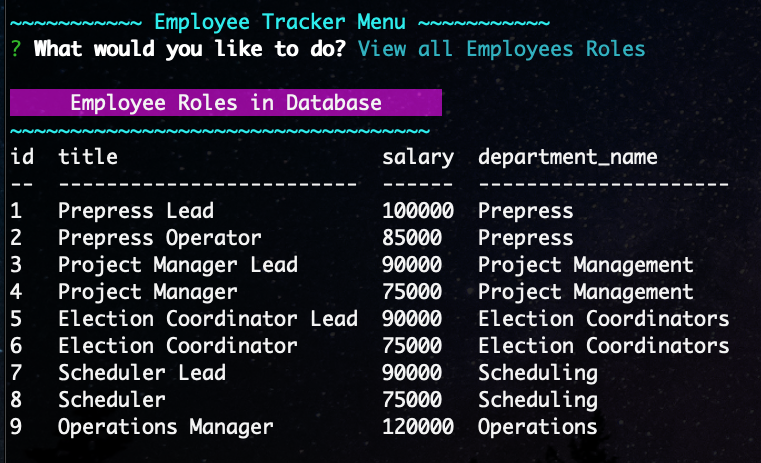 ~~~~~~~~~~~ Employee Tracker Menu ~~~~~~~~~~~
? What would you like to do? View all Employees Roles
Employee Roles in Database
~~~~~~~~~~~~~~~~~~~~~~~~~~~~~~~~~~~
id  title                      salary  department_name
--  -------------------------  ------  ---------------------
1   Prepress Lead              100000  Prepress
2   Prepress Operator          85000   Prepress
3   Project Manager Lead       90000   Project Management
4   Project Manager            75000   Project Management
5   Election Coordinator Lead  90000   Election Coordinators
6   Election Coordinator       75000   Election Coordinators
7   Scheduler Lead             90000   Scheduling
8   Scheduler                  75000   Scheduling
9   Operations Manager         120000  Operations